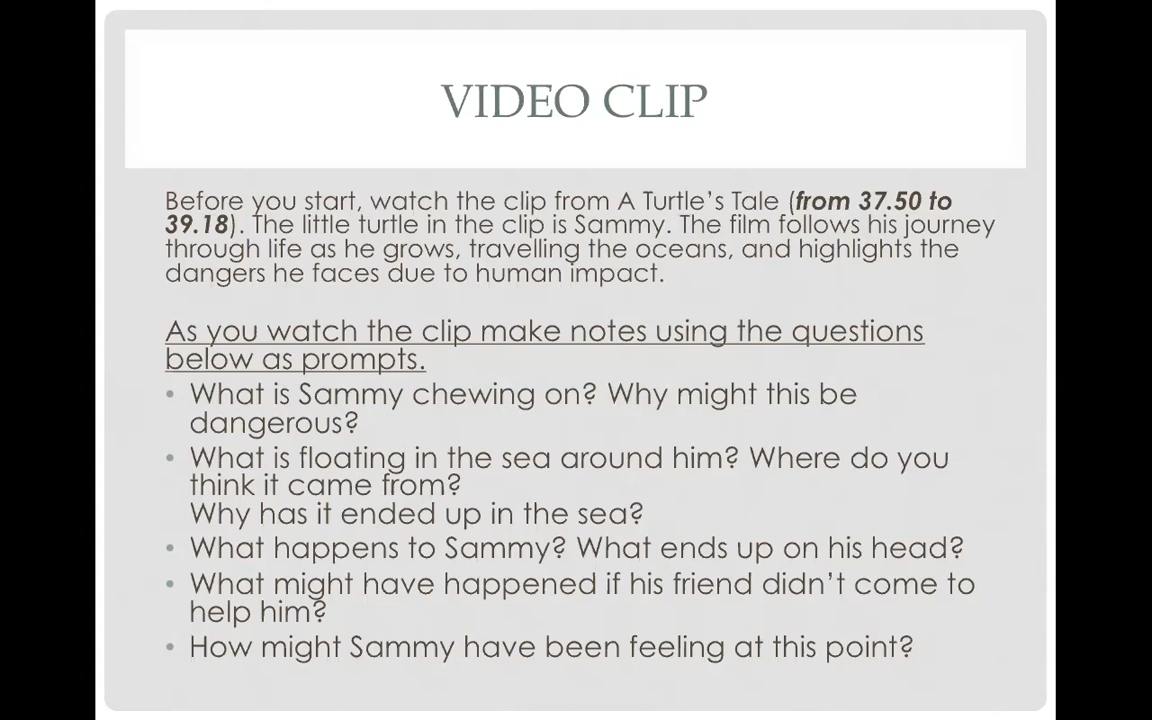 VIDEO CLIP
Before you start, watch the clip from A Turtle’s Tale (from 37.50 to
39.18). The little turtle in the clip is Sammy. The film follows his journey
through life as he grows, travelling the oceans, and highlights the
dangers he faces due to human impact.
As you watch the clip make notes using the questions
below as prompts.
• What is Sammy chewing on? Why might this be
dangerous?
• What is floating in the sea around him? Where do you
think it came from?
Why has it ended up in the sea?
• What happens to Sammy? What ends up on his head?
• What might have happened if his friend didn’t come to
help him?
• How might Sammy have been feeling at this point?